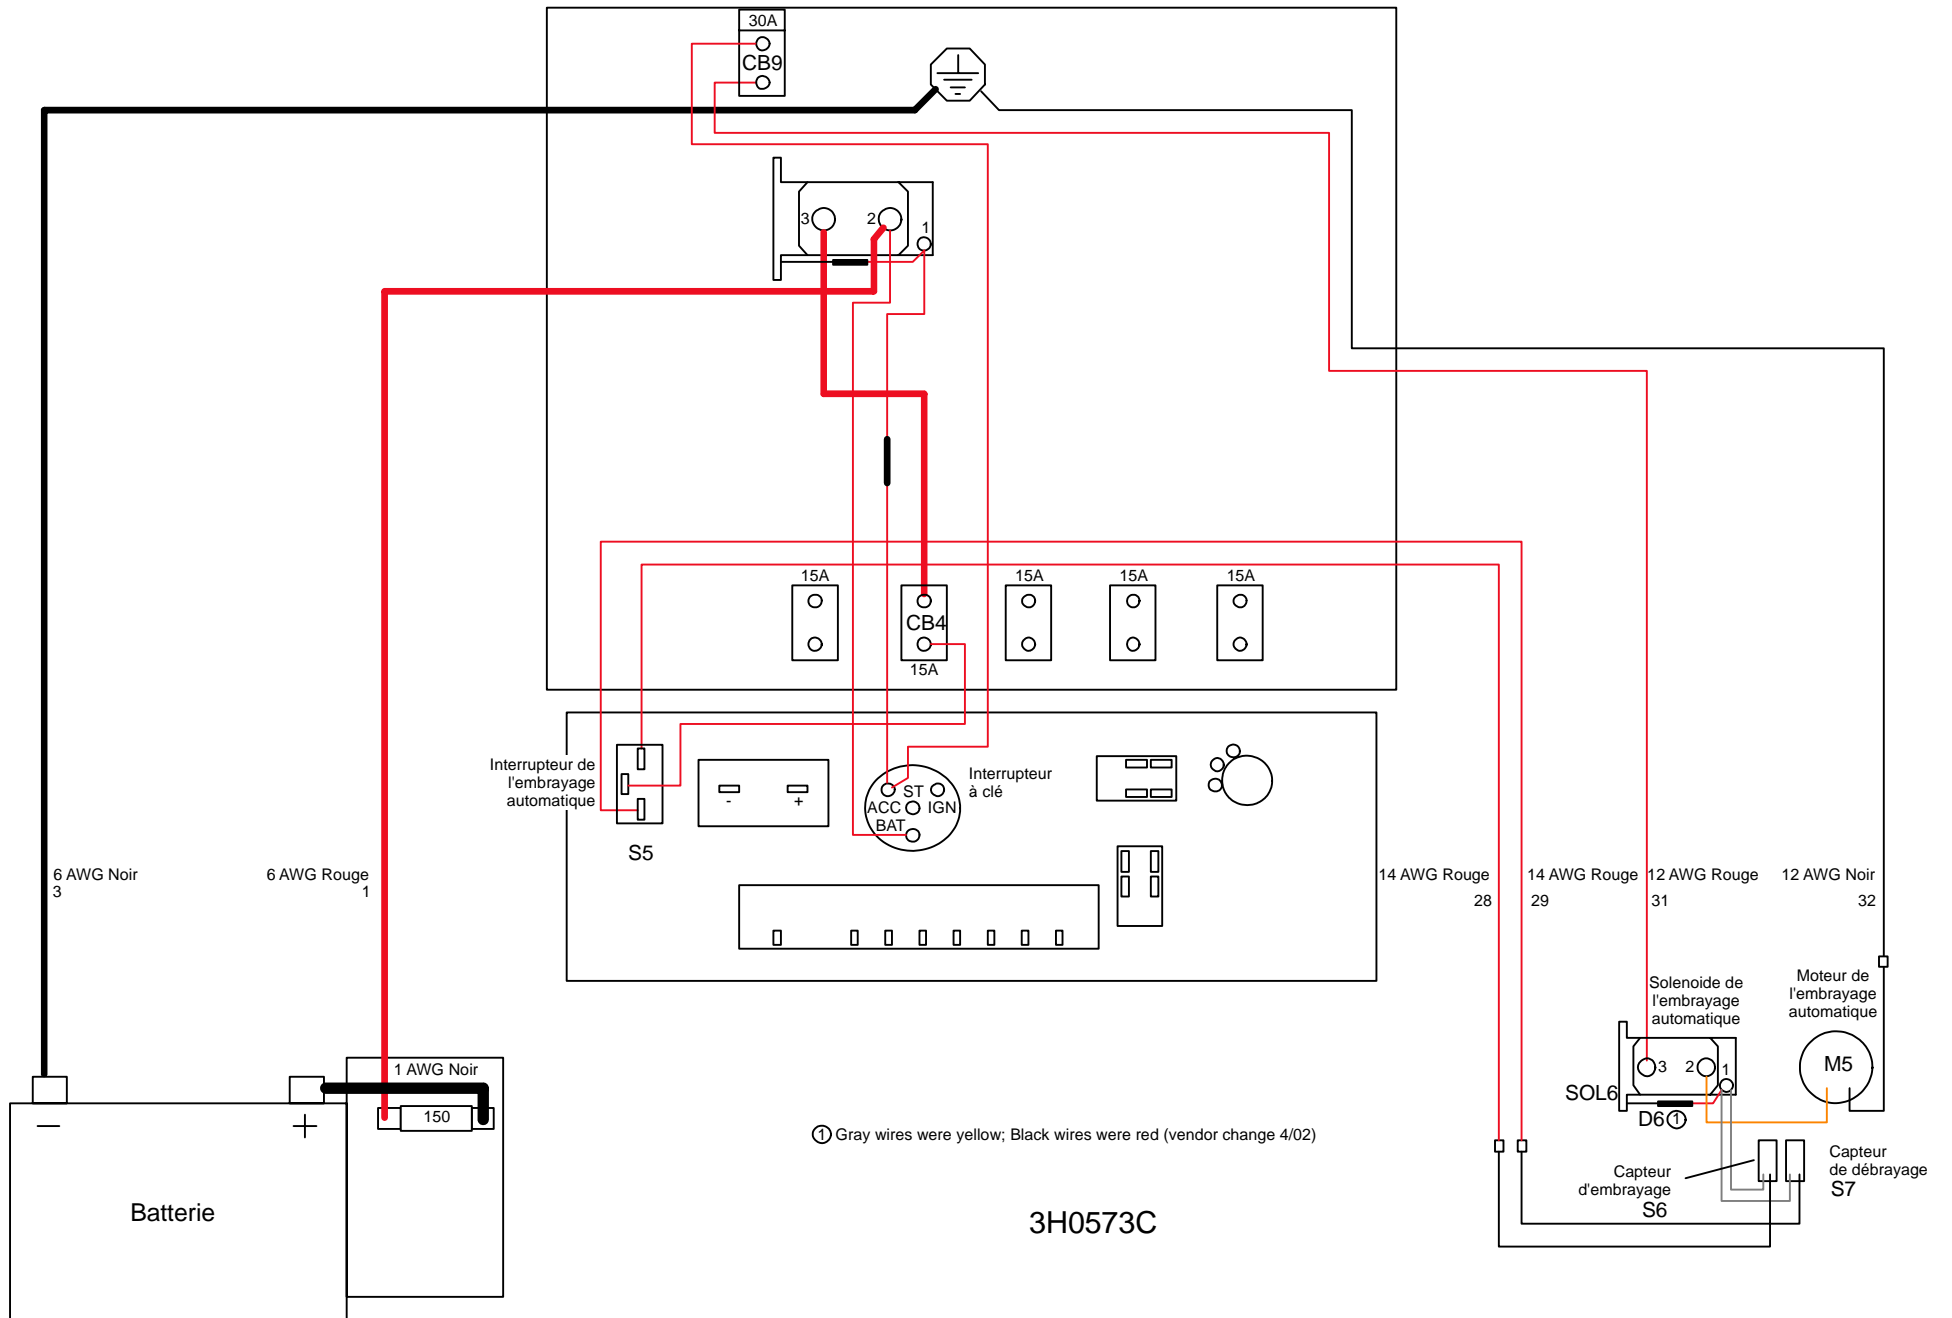 30A
CB9
3
2
1
15A
15A
15A
15A
CB4
15A
Interrupteur de
l'embrayage
automatique
S5
-
+
ST
ACC
IGN
BAT
Interrupteur
à clé
6 AWG Noir
3
6 AWG Rouge
1
14 AWG Rouge
28
14 AWG Rouge
29
12 AWG Rouge
31
12 AWG Noir
32
Solenoide de
l'embrayage
automatique
Moteur de
l'embrayage
automatique
3
2
1
M5
SOL6
D6 ①
1 AWG Noir
150
−
+
Batterie
① Gray wires were yellow; Black wires were red (vendor change 4/02)
Capteur
d'embrayage
S6
Capteur
de débrayage
S7
3H0573C